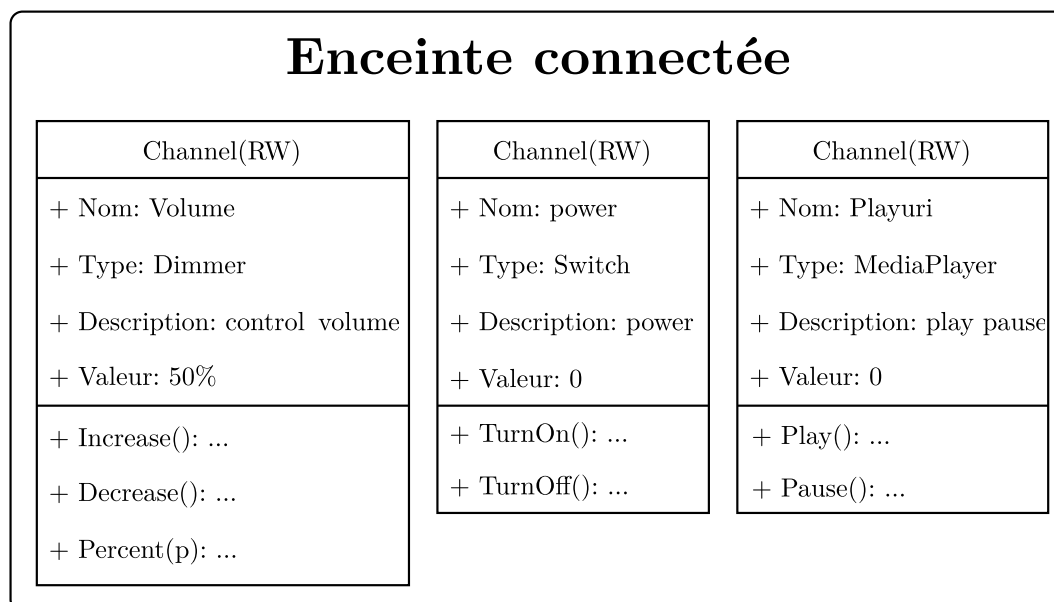 Enceinte connectée
Channel(RW)
+ Nom: Volume
+ Type: Dimmer
+ Description: control volume
+ Valeur: 50%
+ Increase(): ...
+ Decrease(): ...
+ Percent(p): ...
Channel(RW)
+ Nom: power
+ Type: Switch
+ Description: power
+ Valeur: 0
+ TurnOn(): ...
+ TurnOff(): ...
Channel(RW)
+ Nom: Playuri
+ Type: MediaPlayer
+ Description: play pause
+ Valeur: 0
+ Play(): ...
+ Pause(): ...